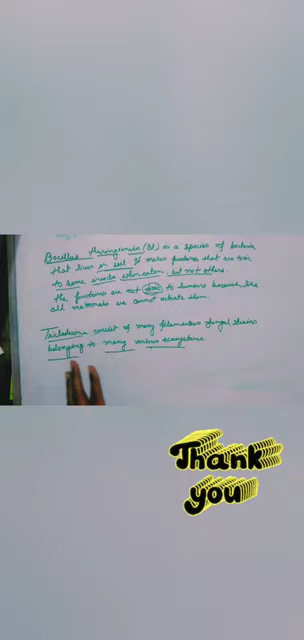 Bacillus thuringiensis (Bt) is a species of bacteria
that lives in soil & makes proteins that are toxic
to some insects when eaten, but not others.
The proteins are not toxic to humans because, like
all mammals we cannot activate them.
Trichoderma consist of many filamentous fungal strains
belonging to many various ecosystems.
Thank
you